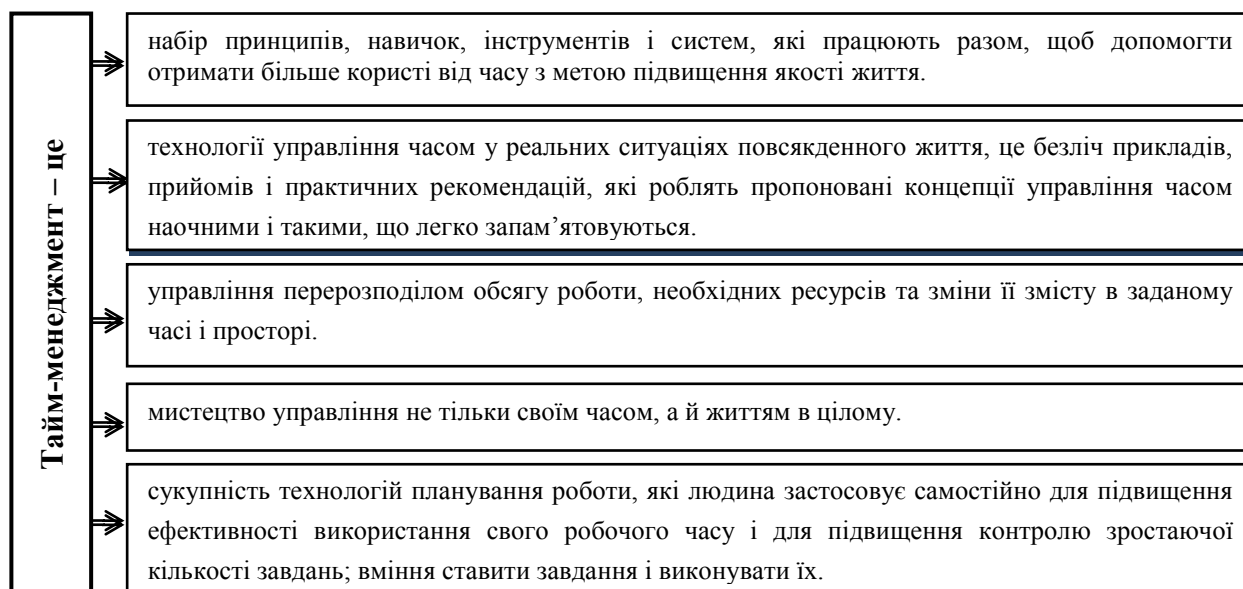 Тайм-менеджмент – це
набір принципів, навичок, інструментів і систем, які працюють разом, щоб допомогти
отримати більше користі від часу з метою підвищення якості життя.
технології управління часом у реальних ситуаціях повсякденного життя, це безліч прикладів,
прийомів і практичних рекомендацій, які роблять пропоновані концепції управління часом
наочними і такими, що легко запам’ятовуються.
управління перерозподілом обсягу роботи, необхідних ресурсів та зміни її змісту в заданому
часі і просторі.
мистецтво управління не тільки своїм часом, а й життям в цілому.
сукупність технологій планування роботи, які людина застосовує самостійно для підвищення
ефективності використання свого робочого часу і для підвищення контролю зростаючої
кількості завдань; вміння ставити завдання і виконувати їх.